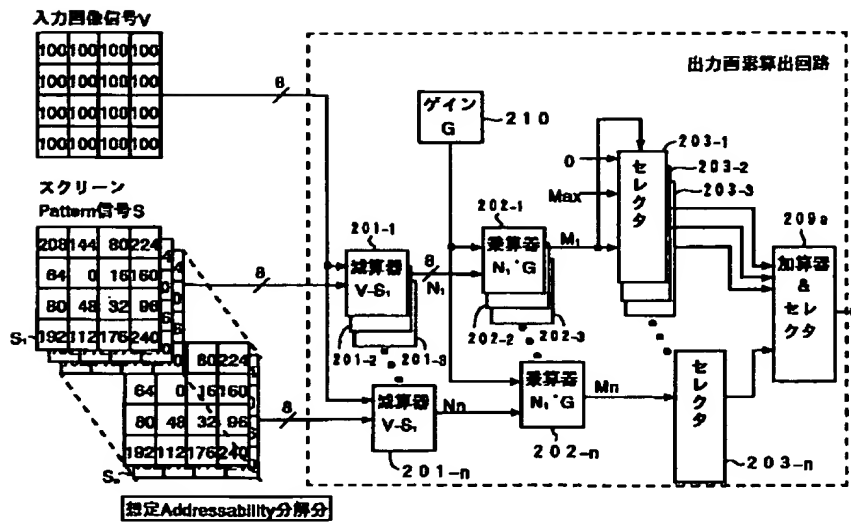 入力画像信号V
100 100 100 100
100 100 100 100
100 100 100 100
100 100 100 100
8
スクリーン
Pattern信号S
208 144 80 224
64 0 16 160
80 48 32 96
S₁ 192 112 176 240
8
80 224
64 0 16 160
80 48 32 96
192 112 176 240
Sₙ
8
想定Addressability分解分
出力画素算出回路
ゲイン
G
210
201-1
減算器
V-S₁
201-2
201-3
8
N₁
202-1
乗算器
N₁*G
202-2
202-3
M₁
0
Max
203-1
203-2
203-3
セレクタ
209a
加算器
&
セレ
クタ
減算器
V-S₁
201-n
Nn
乗算器
N₁*G
202-n
Mn
セレクタ
203-n